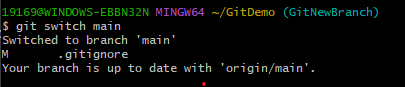 19169@WINDOWS-EBBN32N MINGW64 ~/GitDemo (GitNewBranch)
$ git switch main
Switched to branch 'main'
M       .gitignore
Your branch is up to date with 'origin/main'.